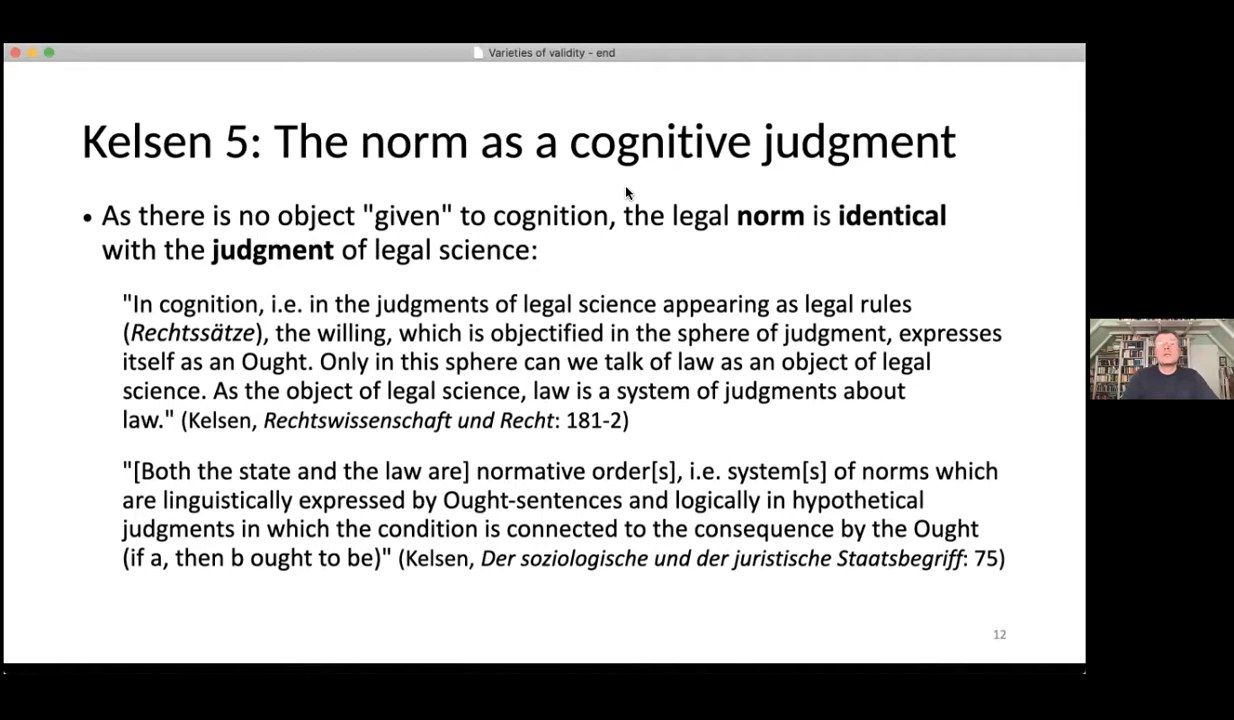 Varieties of validity - end
Kelsen 5: The norm as a cognitive judgment
• As there is no object "given" to cognition, the legal norm is identical
with the judgment of legal science:
"In cognition, i.e. in the judgments of legal science appearing as legal rules
(Rechtssätze), the willing, which is objectified in the sphere of judgment, expresses
itself as an Ought. Only in this sphere can we talk of law as an object of legal
science. As the object of legal science, law is a system of judgments about
law." (Kelsen, Rechtswissenschaft und Recht: 181-2)
"[Both the state and the law are] normative order[s], i.e. system[s] of norms which
are linguistically expressed by Ought-sentences and logically in hypothetical
judgments in which the condition is connected to the consequence by the Ought
(if a, then b ought to be)" (Kelsen, Der soziologische und der juristische Staatsbegriff: 75)
12